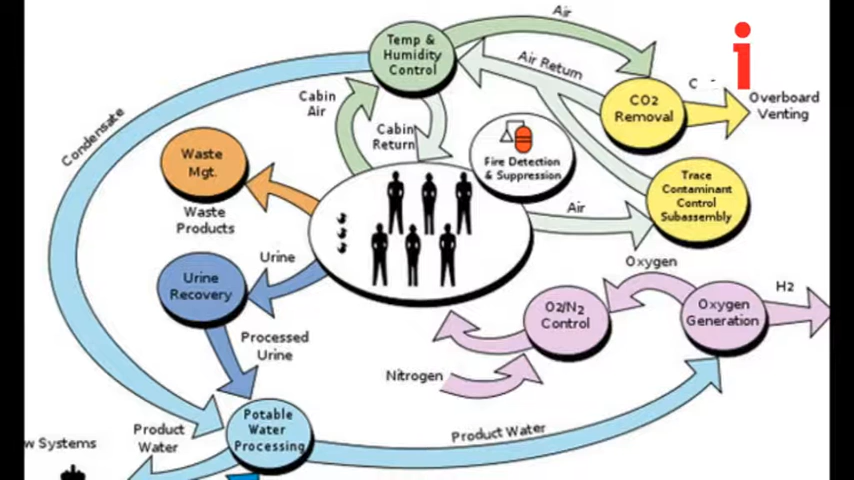 Air
Temp &
Humidity
Control
Air Return
Cabin
Air
CO2
Removal
Overboard
Venting
Condensate
Cabin
Return
Fire Detection
& Suppression
Waste
Mgt.
Trace
Contaminant
Control
Subassembly
Waste
Products
Air
Urine
Oxygen
Urine
Recovery
H2
O2/N2
Control
Oxygen
Generation
Processed
Urine
Nitrogen
Potable
Water
Processing
Product
Water
Product Water
Systems
i